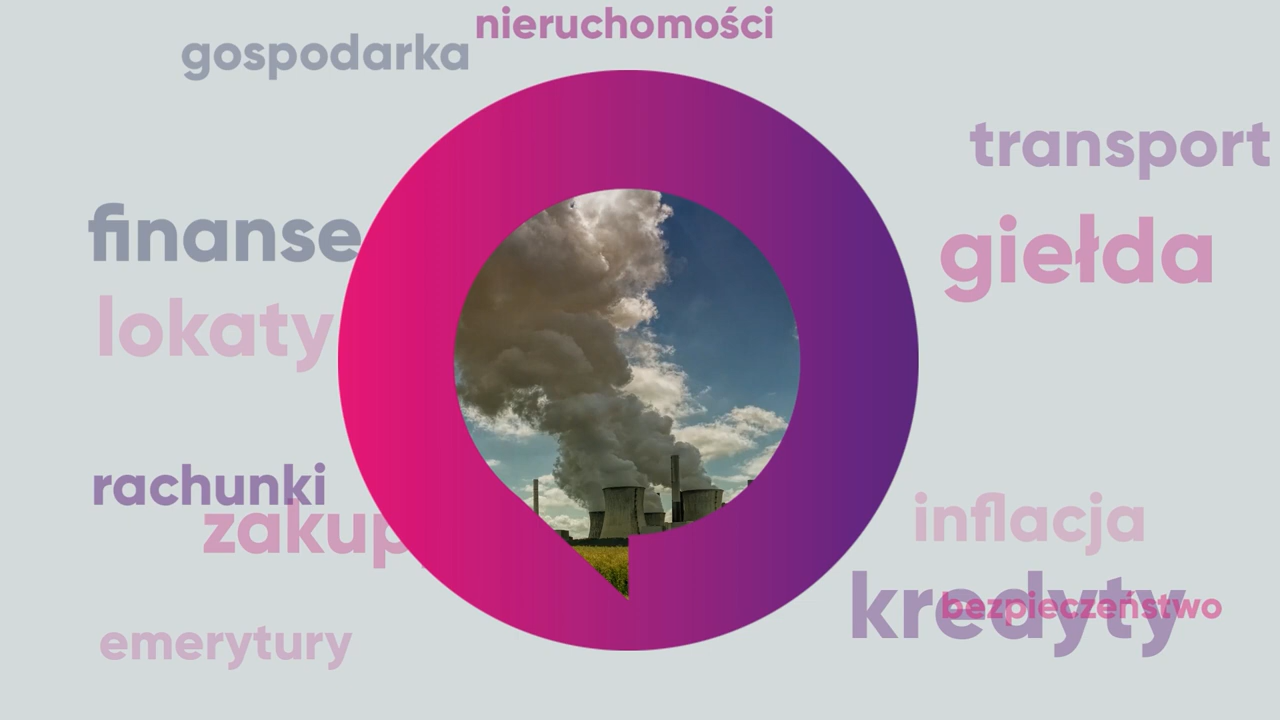 nieruchomości
gospodarka
transport
finanse
giełda
lokaty
rachunki
zakup
inflacja
kredyty
bezpieczeństwo
emerytury